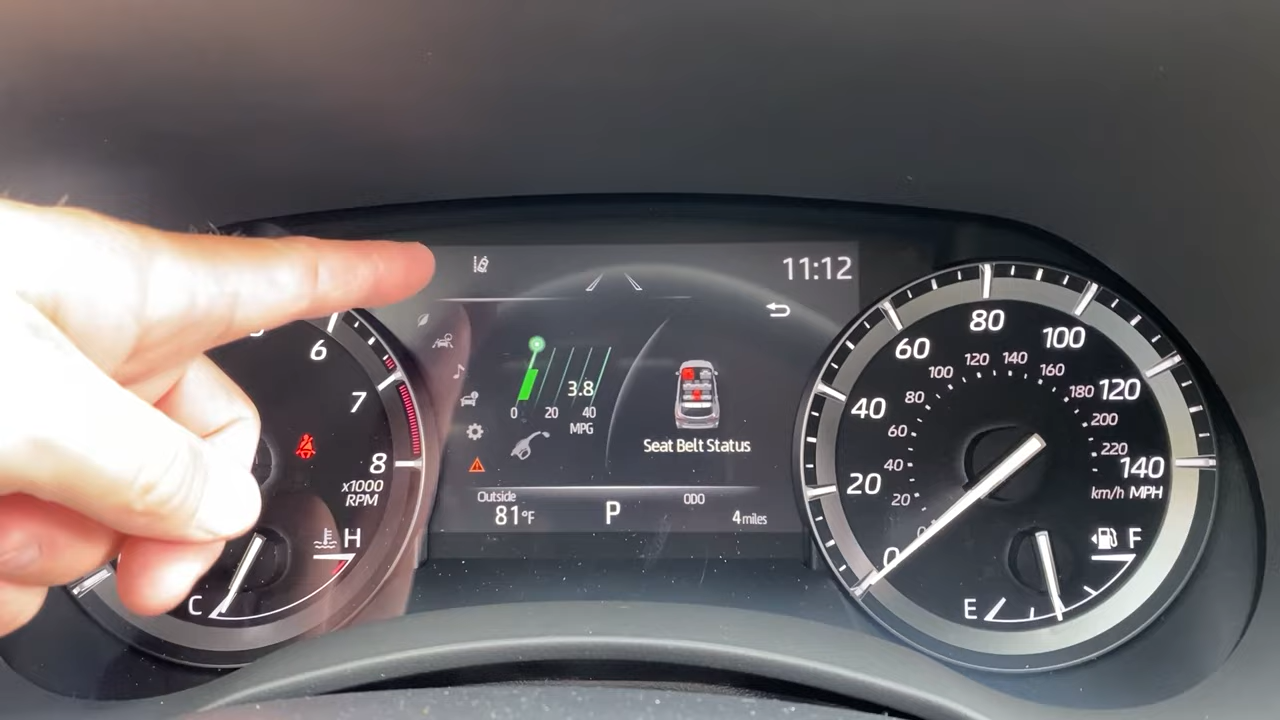 11:12
6
7
8
x1000
RPM
H
C
3.8
0 20 40
MPG
Seat Belt Status
Outside
81°F
P
ODO
4 miles
0
20
40
60
80
100
120
140
km/h MPH
20
40
60
80
100
120
140
160
180
200
220
E
F